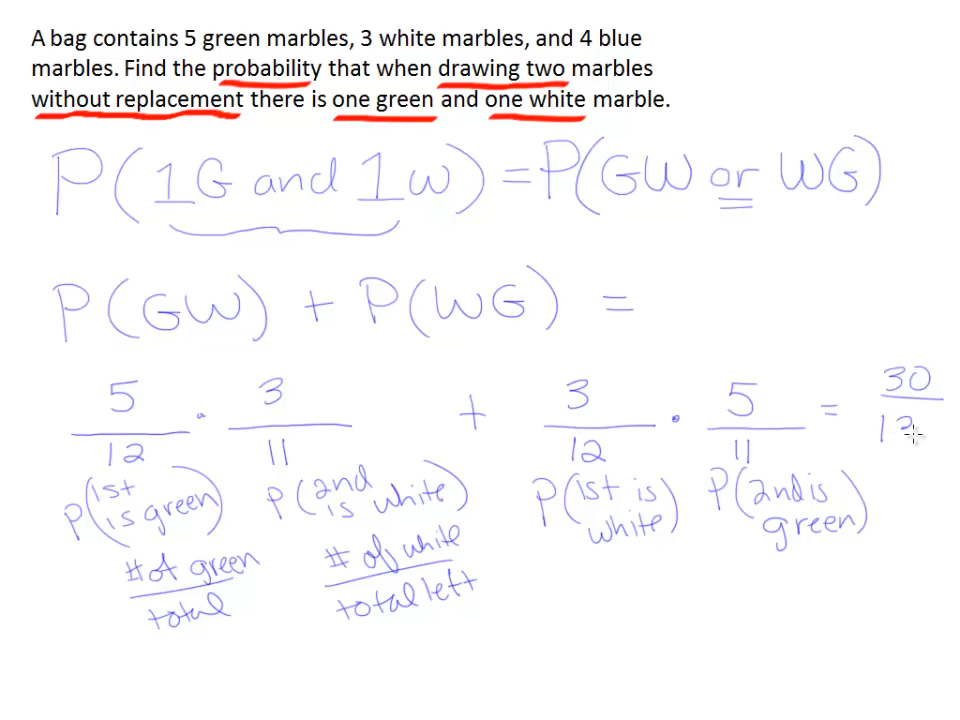 A bag contains 5 green marbles, 3 white marbles, and 4 blue
marbles. Find the probability that when drawing two marbles
without replacement there is one green and one white marble.
P(1G and 1W) = P(GW or WG)
P(GW) + P(WG) =
5/12 · 3/11 + 3/12 · 5/11 = 30/13
P(1st is green) P(2nd is white) P(1st is white) P(2nd is green)
# of green/total # of white/total left